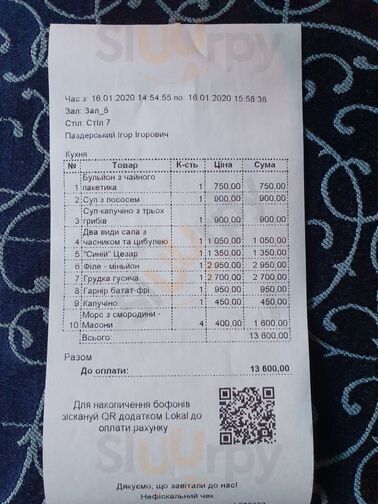 Sluurpy
Час з: 16.01.2020 14:54:55 по: 16.01.2020 15:58:38
Зал: Зал_5
Стіл: Стіл 7
Паздерський Ігор Ігорович
Кухня
№ Товар К-сть Ціна Сума
Бульйон з чайного
1 пакетика 1 750,00 750,00
2 Суп з лососем 1 900,00 900,00
Суп-капучіно з трьох
3 грибів 1 900,00 900,00
Два види сала з
4 часником та цибулею 1 1 050,00 1 050,00
5 "Синій" Цезар 1 1 350,00 1 350,00
6 Філе - міньйон 1 2 950,00 2 950,00
7 Грудка гусяча 1 2 700,00 2 700,00
8 Гарнір батат-фрі 1 950,00 950,00
9 Капучіно 1 450,00 450,00
Морс з смородини -
10 Масони 4 400,00 1 600,00
Всього: 13 600,00
Разом
До оплати: 13 600,00
Для накопичення бофонів
зіскануй QR додатком Lokal до
оплати рахунку
Sluurpy
Дякуємо, що завітали до нас!
Нефіскальний чек